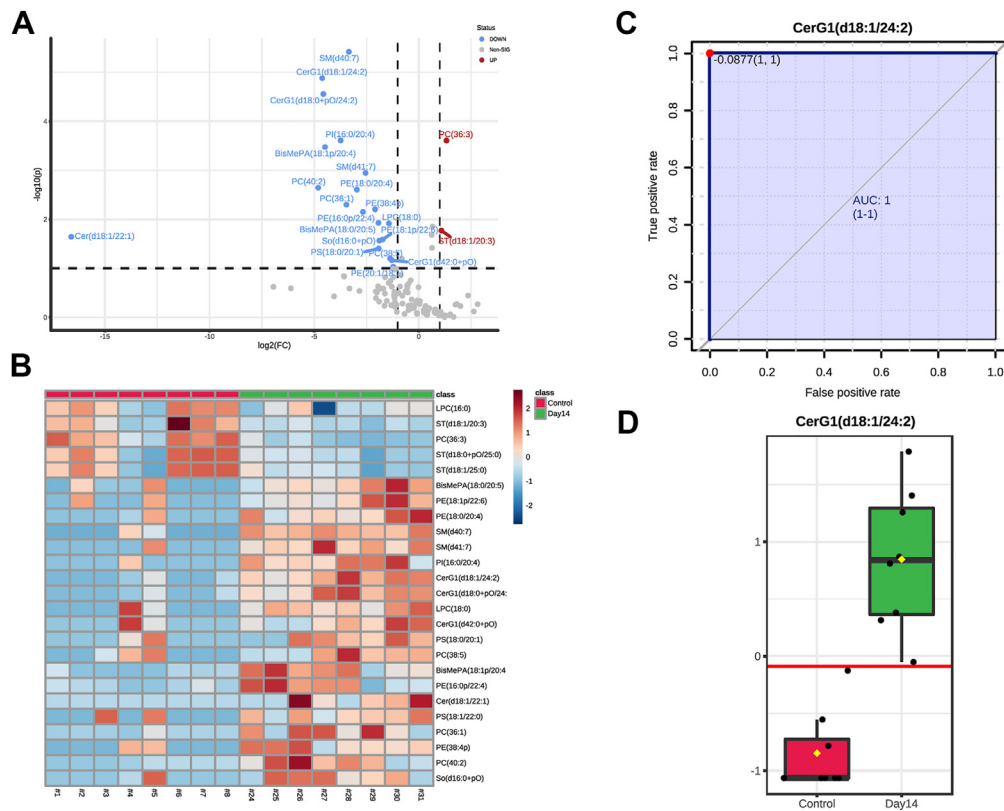 A
Status
DOWN
Non-SIG
UP
SM(d40:7)
CerG1(d18:1/24:2)
CerG1(d18:0+pO/24:2)
PI(16:0/20:4)
PC(36:3)
BisMePA(18:1p/20:4)
SM(d41:7)
PC(40:2)
PE(18:0/20:4)
PC(36:1)
PE(38:4p)
PE(16:0p/22:4)
LPC(18:0)
BisMePA(18:0/20:5)
PE(18:1p/22:6)
Cer(d18:1/22:1)
So(d16:0+pO)
ST(d18:1/20:3)
PS(18:0/20:1)
PC(38:5)
CerG1(d42:0+pO)
-log10(p)
6
4
2
0
-15
-10
-5
0
log2(FC)
B
class
LPC(16:0)
ST(d18:1/20:3)
PC(36:3)
ST(d18:0+pO/25:0)
ST(d18:1/25:0)
BisMePA(18:0/20:5)
PE(18:1p/22:6)
PE(18:0/20:4)
SM(d40:7)
SM(d41:7)
PI(16:0/20:4)
CerG1(d18:1/24:2)
CerG1(d18:0+pO/24:
LPC(18:0)
CerG1(d42:0+pO)
PS(18:0/20:1)
PC(38:5)
BisMePA(18:1p/20:4
PE(16:0p/22:4)
Cer(d18:1/22:1)
PS(18:1/22:0)
PC(36:1)
PE(38:4p)
PC(40:2)
So(d16:0+pO)
#1 #2 #3 #4 #5 #6 #7 #8 #24 #25 #26 #27 #28 #29 #30 #31
2
1
0
-1
-2
class
Control
Day14
C
CerG1(d18:1/24:2)
-0.0877(1, 1)
AUC: 1
(1-1)
True positive rate
1.0
0.8
0.6
0.4
0.2
0.0
0.0 0.2 0.4 0.6 0.8 1.0
False positive rate
D
CerG1(d18:1/24:2)
1
0
-1
Control Day14